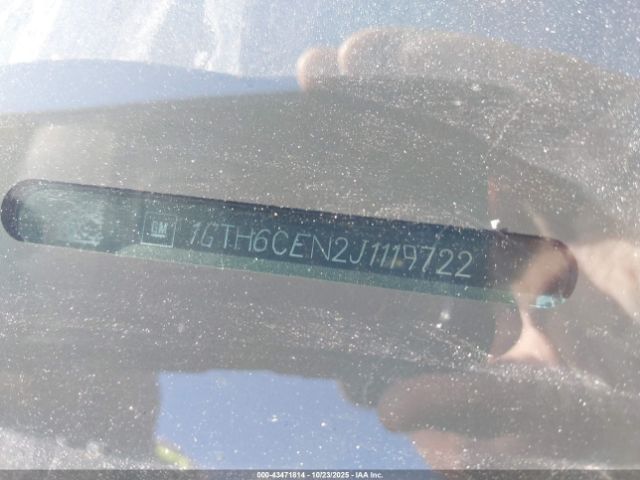 GM 1GTH6CEN2J1119722
000-43471814 - 10/23/2025 - IAA Inc.